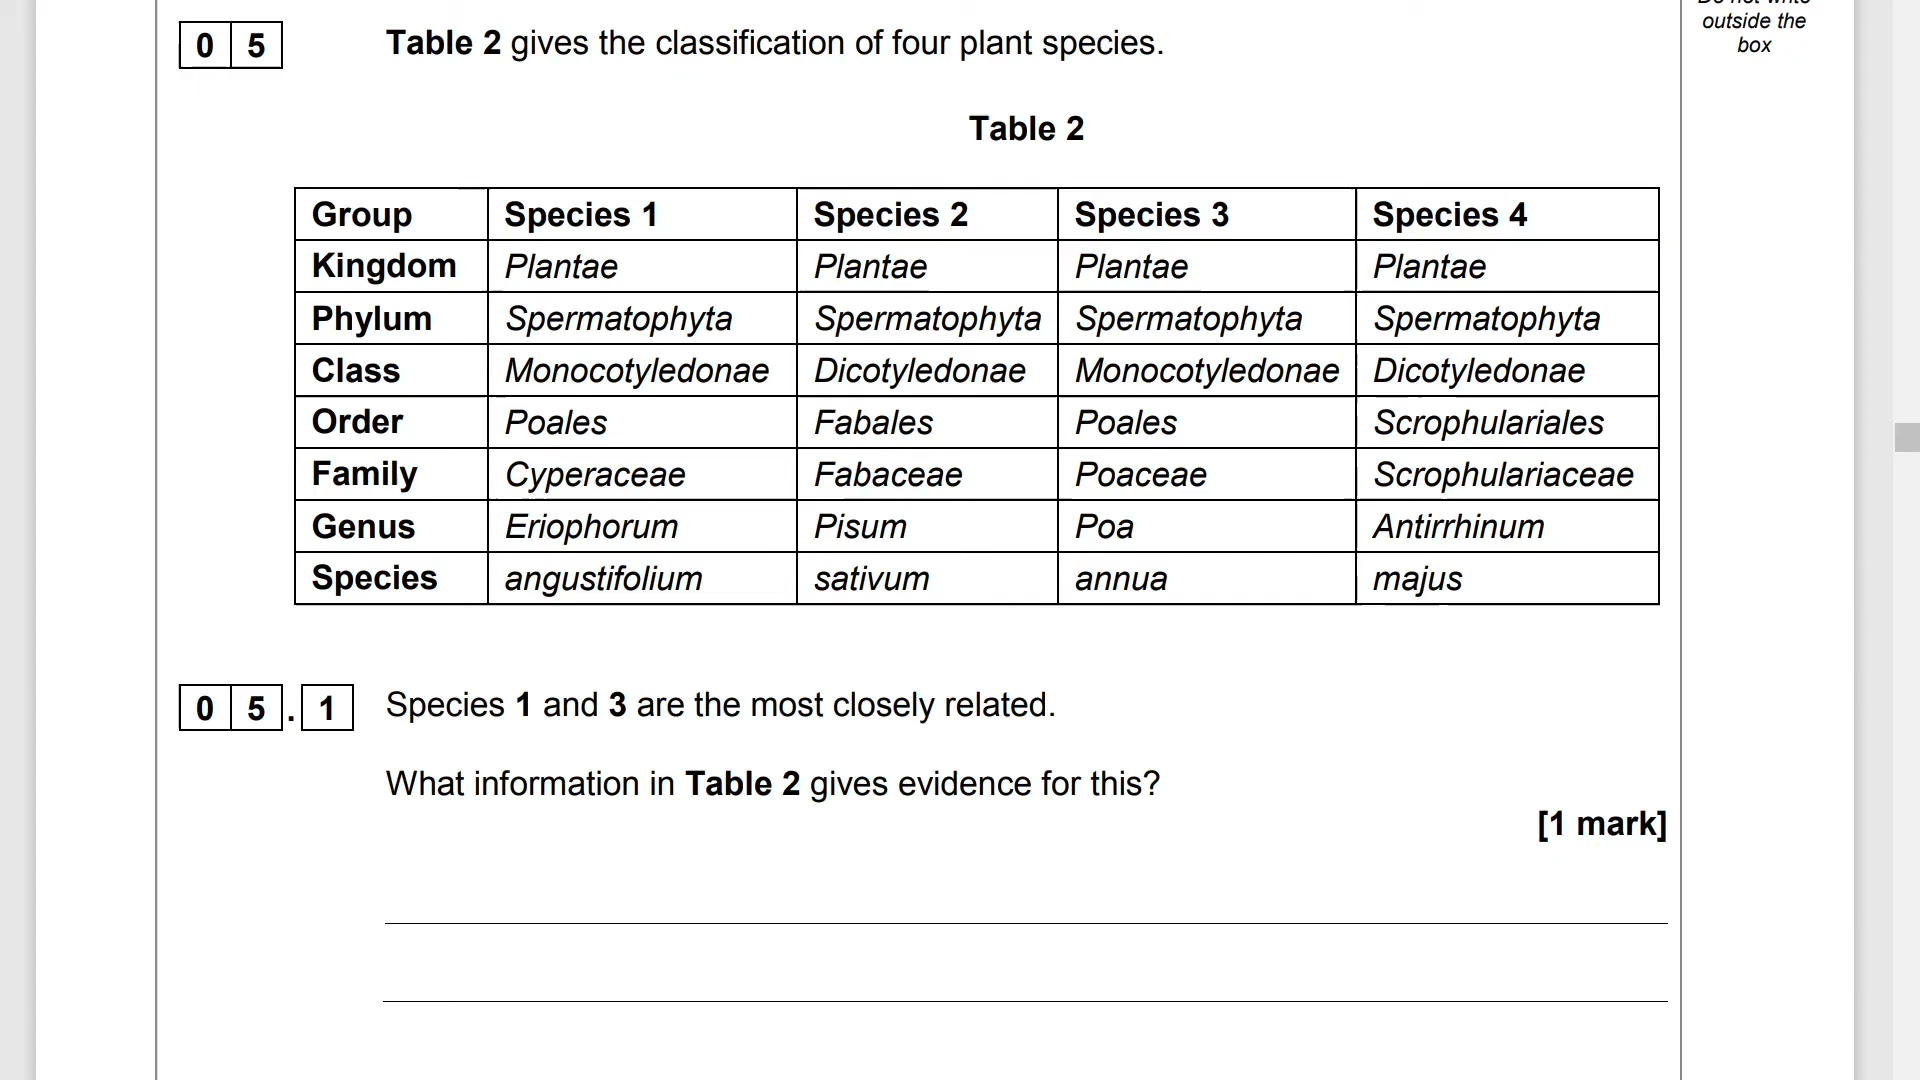 outside the
box
0 5 Table 2 gives the classification of four plant species.
Table 2
Group Species 1 Species 2 Species 3 Species 4
Kingdom Plantae Plantae Plantae Plantae
Phylum Spermatophyta Spermatophyta Spermatophyta Spermatophyta
Class Monocotyledonae Dicotyledonae Monocotyledonae Dicotyledonae
Order Poales Fabales Poales Scrophulariales
Family Cyperaceae Fabaceae Poaceae Scrophulariaceae
Genus Eriophorum Pisum Poa Antirrhinum
Species angustifolium sativum annua majus
0 5 . 1 Species 1 and 3 are the most closely related.
What information in Table 2 gives evidence for this?
[1 mark]